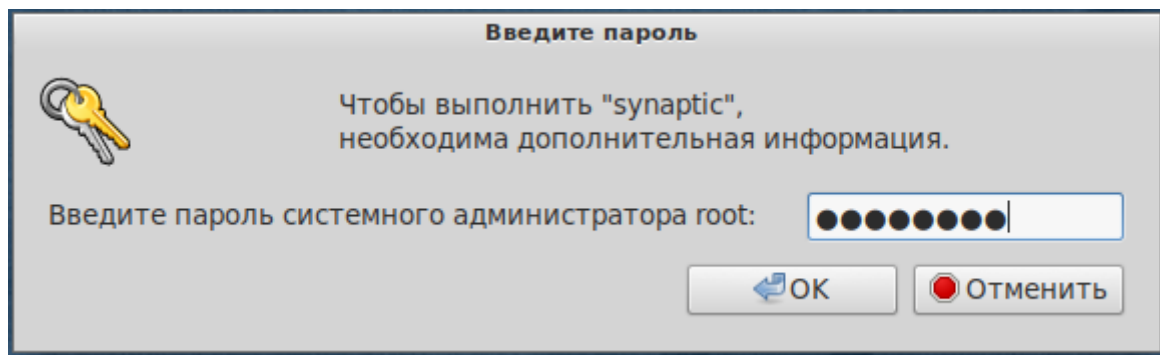 Введите пароль
Чтобы выполнить "synaptic",
необходима дополнительная информация.
Введите пароль системного администратора root: ●●●●●●●●
OK Отменить